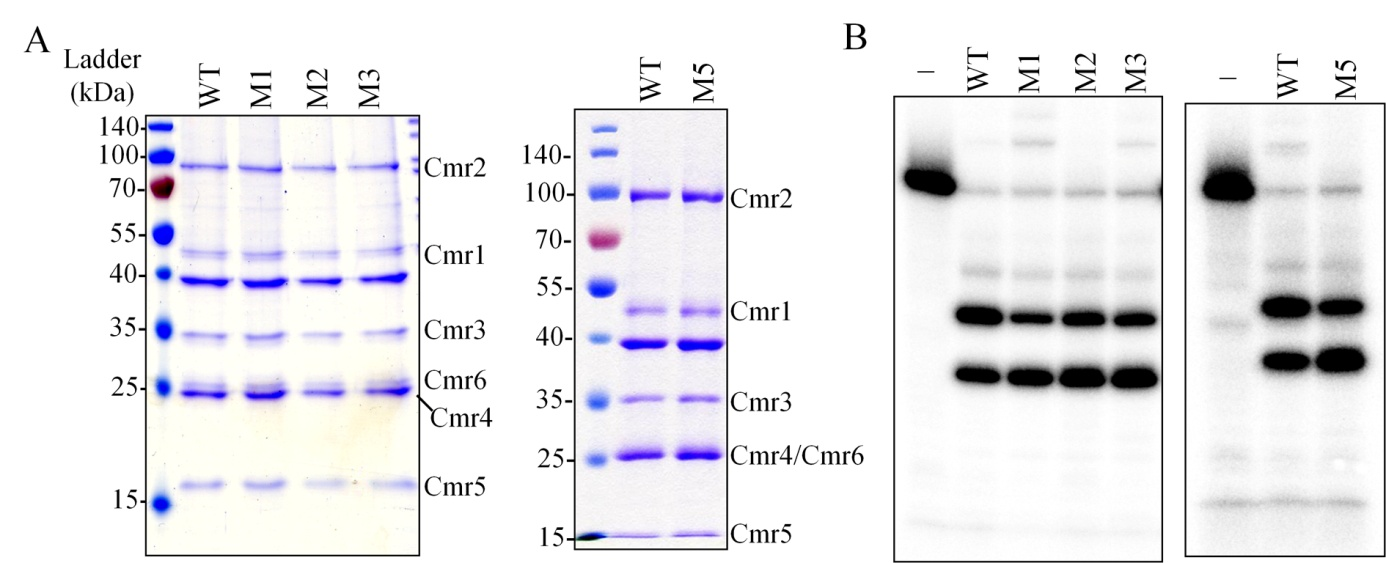 A
Ladder
(kDa)
WT
M1
M2
M3
140-
100-
70-
55-
40-
35-
25-
15-
Cmr2
Cmr1
Cmr3
Cmr6
Cmr4
Cmr5
WT
M5
140-
100-
70-
55-
40-
35-
25-
15-
Cmr2
Cmr1
Cmr3
Cmr4/Cmr6
Cmr5
B
–
WT
M1
M2
M3
–
WT
M5